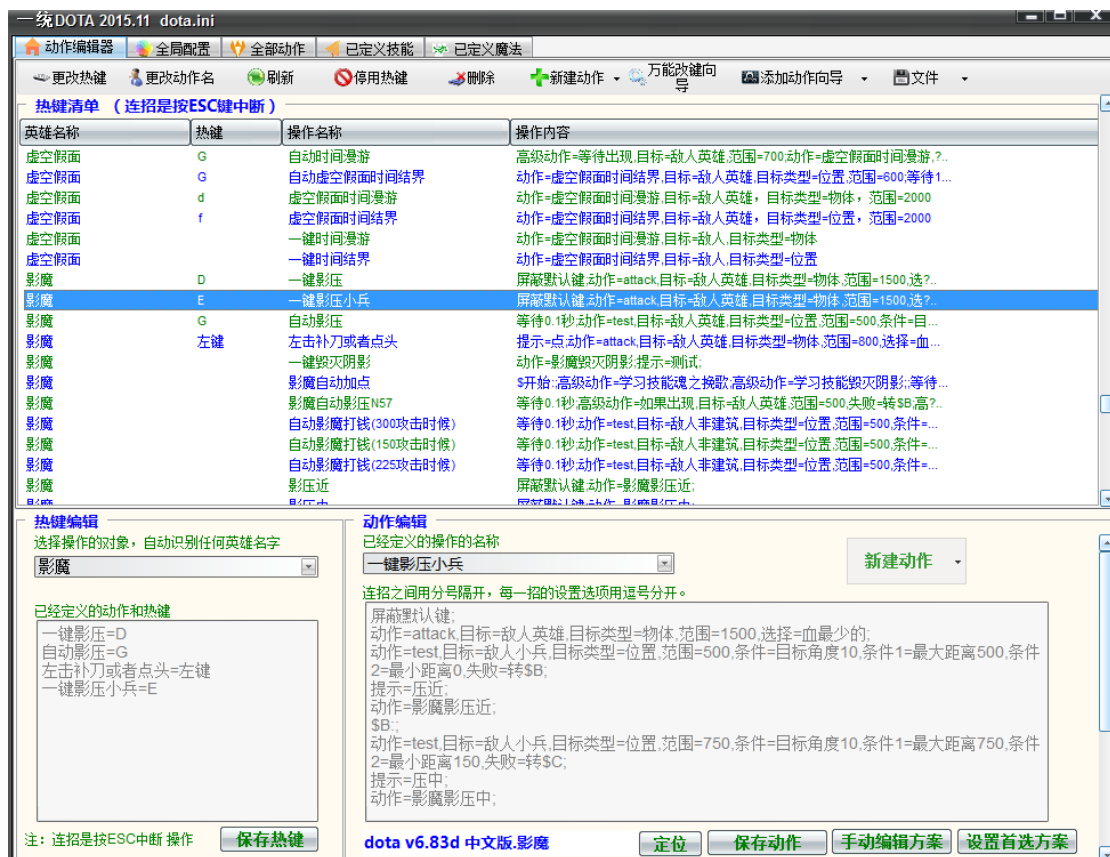 一统DOTA 2015.11 dota.ini
动作编辑器 全局配置 全部动作 已定义技能 已定义魔法
更改热键 更改动作名 刷新 停用热键 删除 新建动作 万能改键向导 添加动作向导 文件
热键清单 （连招是按ESC键中断）
英雄名称 热键 操作名称 操作内容
虚空假面 G 自动时间漫游 高级动作=等待出现,目标=敌人英雄,范围=700;动作=虚空假面时间漫游,?..
虚空假面 G 自动虚空假面时间结界 动作=虚空假面时间结界,目标=敌人英雄,目标类型=位置,范围=600;等待1...
虚空假面 d 虚空假面时间漫游 动作=虚空假面时间漫游,目标=敌人英雄，目标类型=物体，范围=2000
虚空假面 f 虚空假面时间结界 动作=虚空假面时间结界,目标=敌人英雄，目标类型=位置，范围=2000
虚空假面 一键时间漫游 动作=虚空假面时间漫游,目标=敌人,目标类型=物体
虚空假面 一键时间结界 动作=虚空假面时间结界,目标=敌人,目标类型=位置
影魔 D 一键影压 屏蔽默认键;动作=attack,目标=敌人英雄,目标类型=物体,范围=1500,选?..
影魔 E 一键影压小兵 屏蔽默认键;动作=attack,目标=敌人英雄,目标类型=物体,范围=1500,选?..
影魔 G 自动影压 等待0.1秒;动作=test,目标=敌人英雄,目标类型=位置,范围=500,条件=目...
影魔 左键 左击补刀或者点头 提示=点;动作=attack,目标=敌人英雄,目标类型=物体,范围=800,选择=血...
影魔 一键毁灭阴影 动作=影魔毁灭阴影;提示=测试;
影魔 影魔自动加点 $开始:;高级动作=学习技能魂之挽歌;高级动作=学习技能毁灭阴影;;等待...
影魔 影魔自动影压N57 等待0.1秒;高级动作=如果出现,目标=敌人英雄,范围=500,失败=转$B;高?..
影魔 自动影魔打钱(300攻击时候) 等待0.1秒;动作=test,目标=敌人非建筑,目标类型=位置,范围=500,条件=...
影魔 自动影魔打钱(150攻击时候) 等待0.1秒;动作=test,目标=敌人非建筑,目标类型=位置,范围=500,条件=...
影魔 自动影魔打钱(225攻击时候) 等待0.1秒;动作=test,目标=敌人非建筑,目标类型=位置,范围=500,条件=...
影魔 影压近 屏蔽默认键;动作=影魔影压近;
热键编辑
选择操作的对象，自动识别任何英雄名字
影魔
已经定义的动作和热键
一键影压=D
自动影压=G
左击补刀或者点头=左键
一键影压小兵=E
注：连招是按ESC中断 操作 保存热键
动作编辑
已经定义的操作的名称
一键影压小兵 新建动作
连招之间用分号隔开，每一招的设置选项用逗号分开。
屏蔽默认键;
动作=attack,目标=敌人英雄,目标类型=物体,范围=1500,选择=血最少的;
动作=test,目标=敌人小兵,目标类型=位置,范围=500,条件=目标角度10,条件1=最大距离500,条件
2=最小距离0,失败=转$B;
提示=压近;
动作=影魔影压近;
$B:;
动作=test,目标=敌人小兵,目标类型=位置,范围=750,条件=目标角度10,条件1=最大距离750,条件
2=最小距离150,失败=转$C;
提示=压中;
动作=影魔影压中;
dota v6.83d 中文版.影魔 定位 保存动作 手动编辑方案 设置首选方案